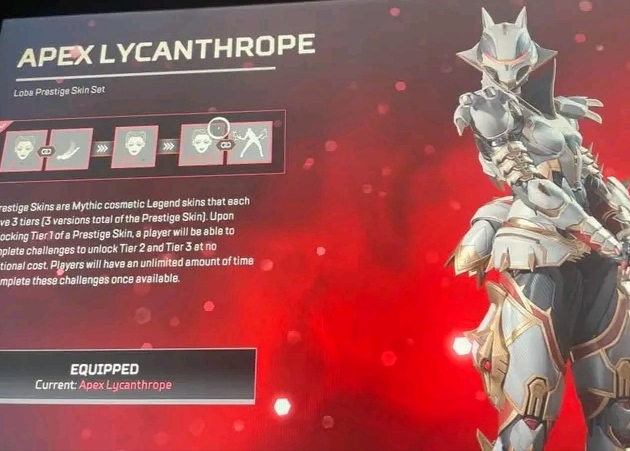 APEX LYCANTHROPE
Loba Prestige Skin Set
restige Skins are Mythic cosmetic Legend skins that each
ve 3 tiers (3 versions total of the Prestige Skin). Upon
ocking Tier 1 of a Prestige Skin, a player will be able to
plete challenges to unlock Tier 2 and Tier 3 at no
tional cost. Players will have an unlimited amount of time
mplete these challenges once available.
EQUIPPED
Current: Apex Lycanthrope